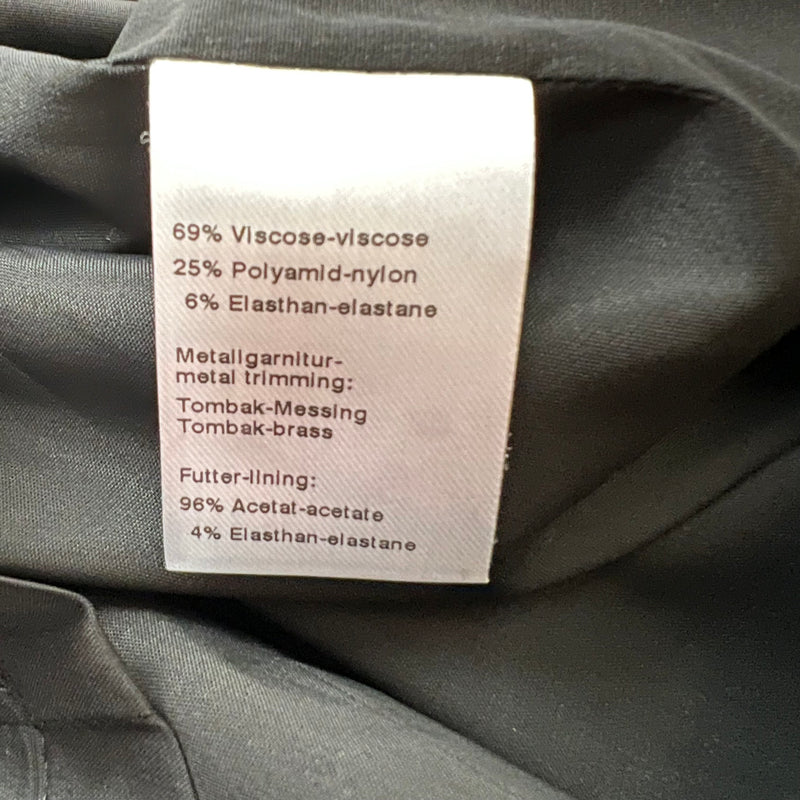 69% Viscose-viscose
25% Polyamid-nylon
6% Elasthan-elastane
Metallgarnitur-
metal trimming:
Tombak-Messing
Tombak-brass
Futter-lining:
96% Acetat-acetate
4% Elasthan-elastane